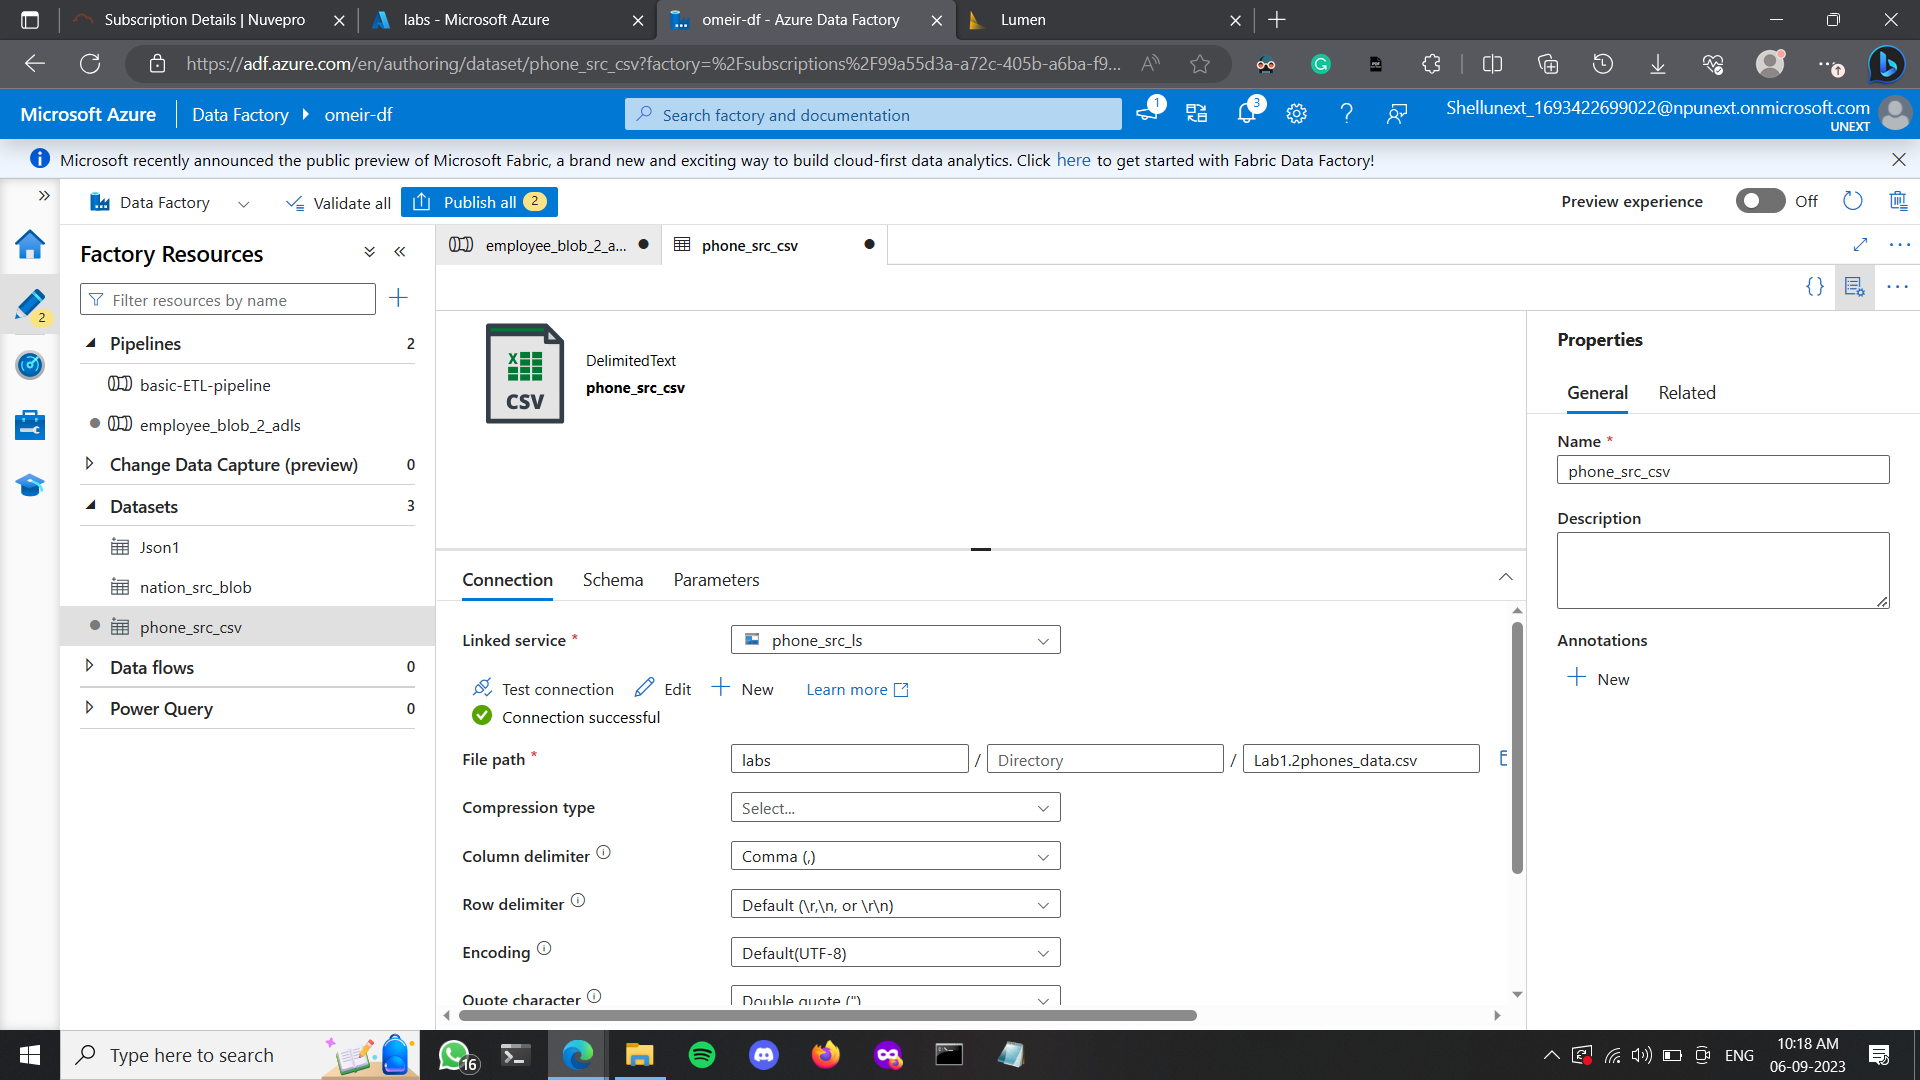 Subscription Details | Nuvepro
labs - Microsoft Azure
omeir-df - Azure Data Factory
Lumen
https://adf.azure.com/en/authoring/dataset/phone_src_csv?factory=%2Fsubscriptions%2F99a55d3a-a72c-405b-a6ba-f9...
Microsoft Azure
Data Factory
omeir-df
Search factory and documentation
1
3
Shellunext_1693422699022@npunext.onmicrosoft.com
UNEXT
Microsoft recently announced the public preview of Microsoft Fabric, a brand new and exciting way to build cloud-first data analytics. Click here to get started with Fabric Data Factory!
Data Factory
Validate all
Publish all 2
Preview experience
Off
2
Factory Resources
Filter resources by name
Pipelines 2
basic-ETL-pipeline
employee_blob_2_adls
Change Data Capture (preview) 0
Datasets 3
Json1
nation_src_blob
phone_src_csv
Data flows 0
Power Query 0
employee_blob_2_a...
phone_src_csv
{}
X
CSV
DelimitedText
phone_src_csv
Connection
Schema
Parameters
Linked service *
phone_src_ls
Test connection
Edit
New
Learn more
Connection successful
File path *
labs / Directory / Lab1.2phones_data.csv
Compression type
Select...
Column delimiter
Comma (,)
Row delimiter
Default (\r,\n, or \r\n)
Encoding
Default(UTF-8)
Quote character
Double quote (")
Properties
General
Related
Name *
phone_src_csv
Description
Annotations
New
Type here to search
16
ENG
10:18 AM
06-09-2023